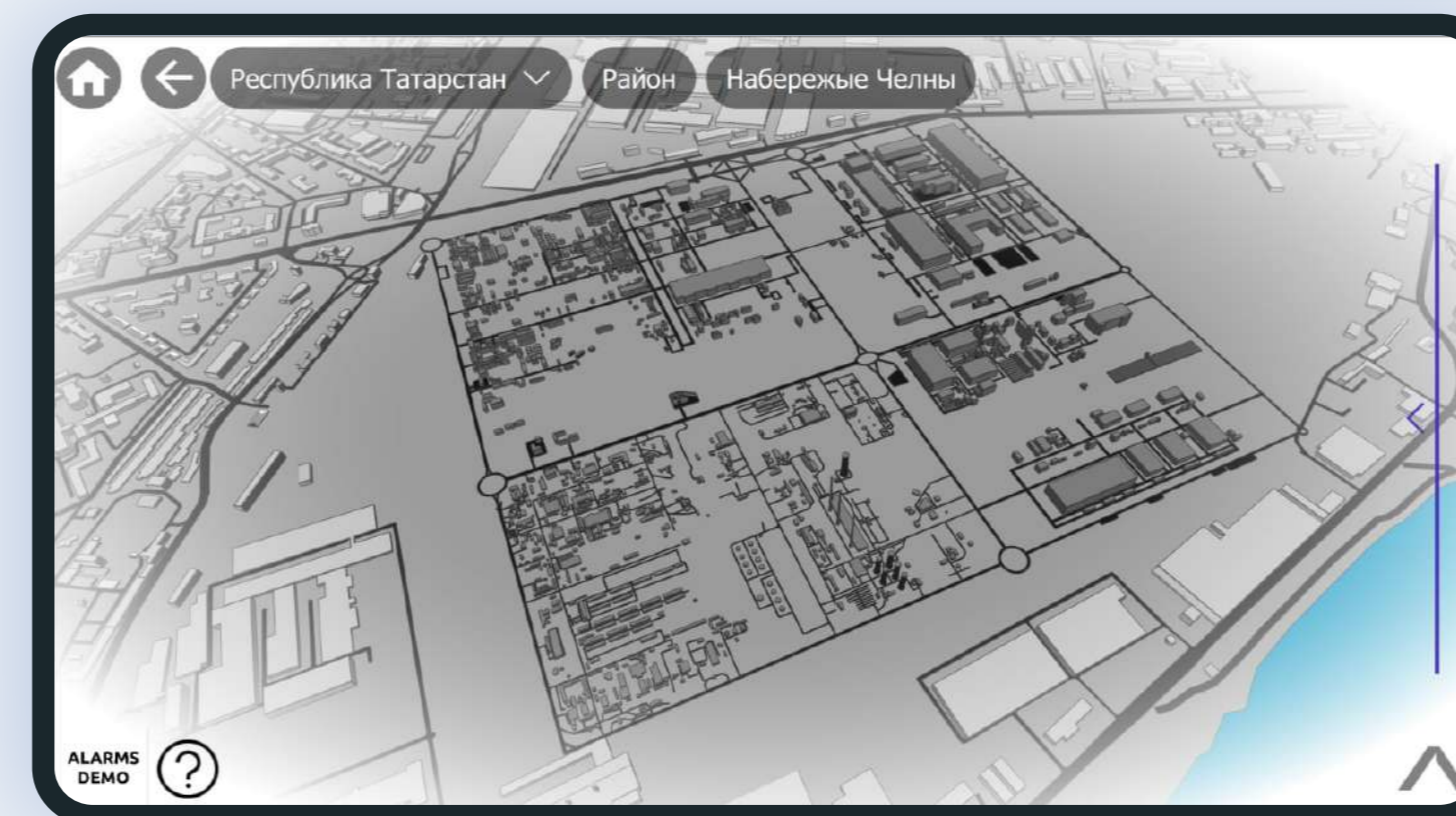 Республика Татарстан
Район
Набережые Челны
ALARMS
DEMO
?